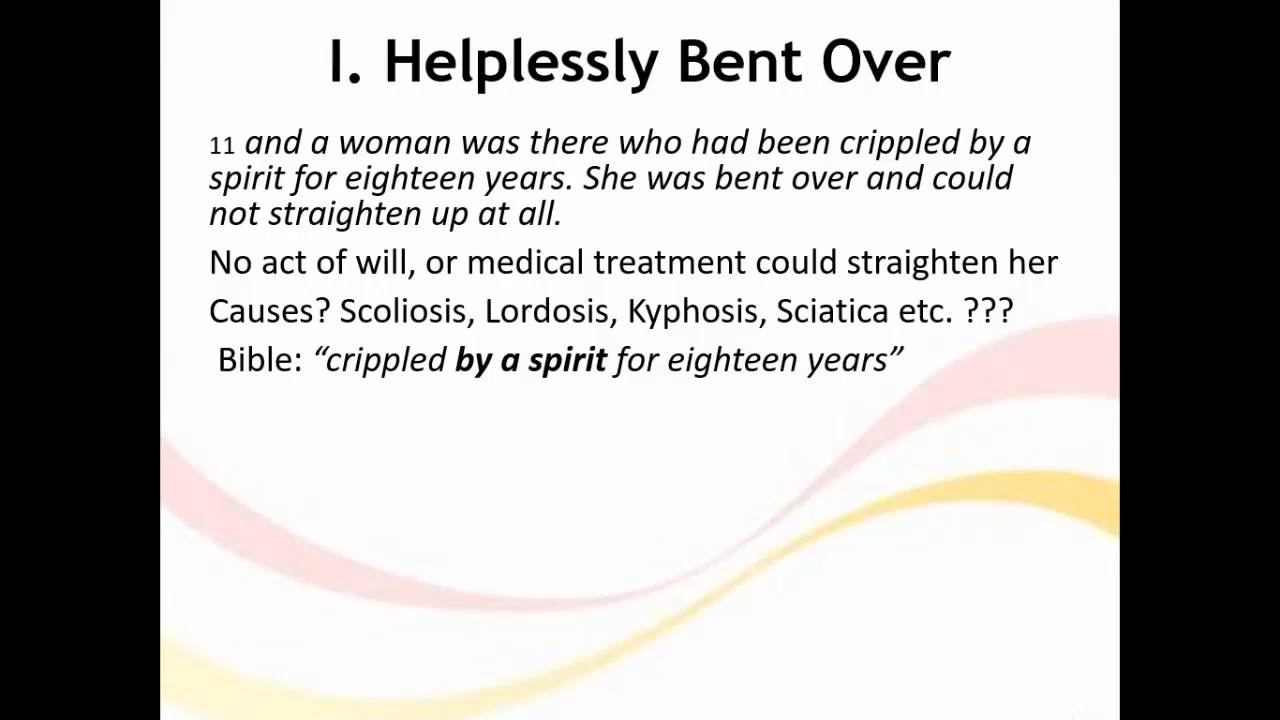 I. Helplessly Bent Over
11 and a woman was there who had been crippled by a
spirit for eighteen years. She was bent over and could
not straighten up at all.
No act of will, or medical treatment could straighten her
Causes? Scoliosis, Lordosis, Kyphosis, Sciatica etc. ???
Bible: “crippled by a spirit for eighteen years”